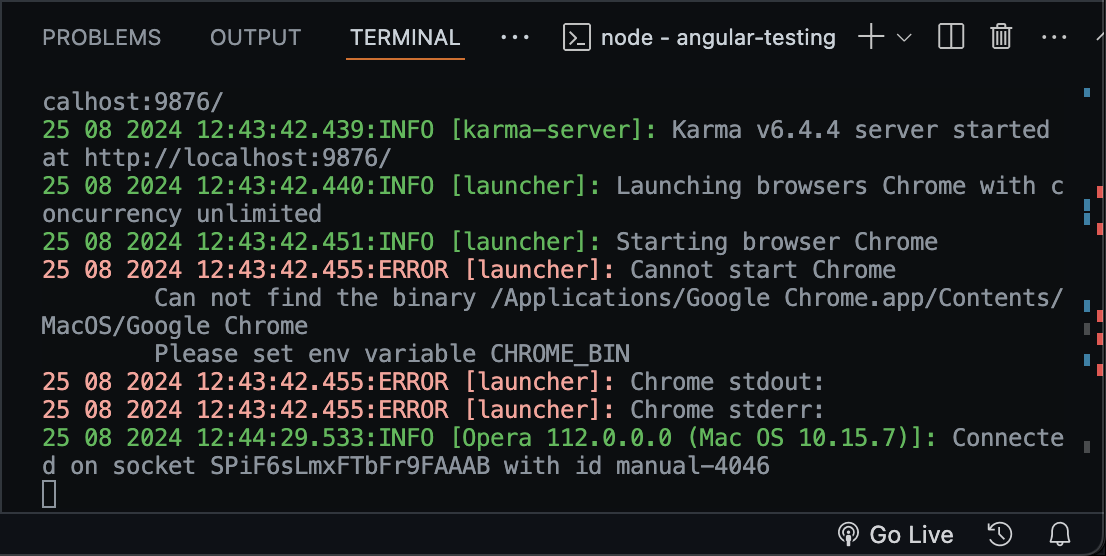 PROBLEMS OUTPUT TERMINAL ... node - angular-testing ...
calhost:9876/
25 08 2024 12:43:42.439:INFO [karma-server]: Karma v6.4.4 server started
at http://localhost:9876/
25 08 2024 12:43:42.440:INFO [launcher]: Launching browsers Chrome with c
oncurrency unlimited
25 08 2024 12:43:42.451:INFO [launcher]: Starting browser Chrome
25 08 2024 12:43:42.455:ERROR [launcher]: Cannot start Chrome
Can not find the binary /Applications/Google Chrome.app/Contents/
MacOS/Google Chrome
Please set env variable CHROME_BIN
25 08 2024 12:43:42.455:ERROR [launcher]: Chrome stdout:
25 08 2024 12:43:42.455:ERROR [launcher]: Chrome stderr:
25 08 2024 12:44:29.533:INFO [Opera 112.0.0.0 (Mac OS 10.15.7)]: Connecte
d on socket SPiF6sLmxFTbFr9FAAAB with id manual-4046
Go Live